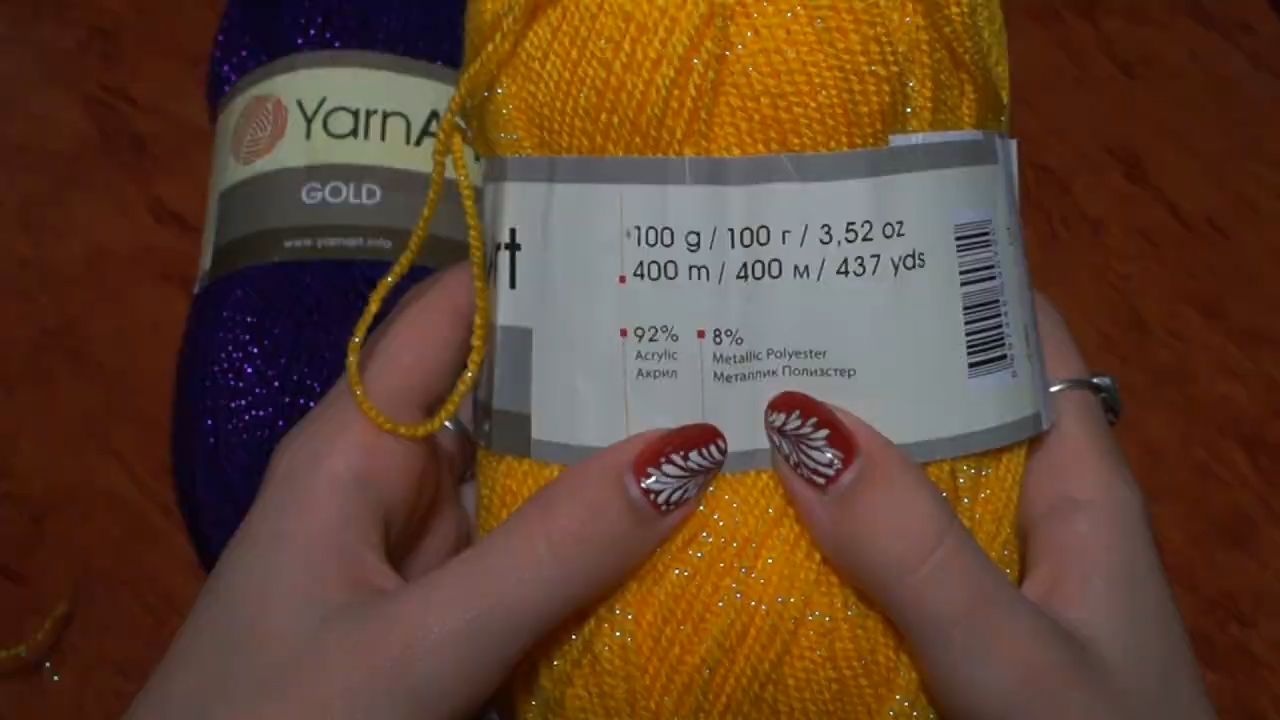 YarnA
GOLD
www.yarnart.info
rt
100 g / 100 г / 3,52 oz
400 m / 400 м / 437 yds
92%
Acrylic
Акрил
8%
Metallic Polyester
Металлик Полиэстер